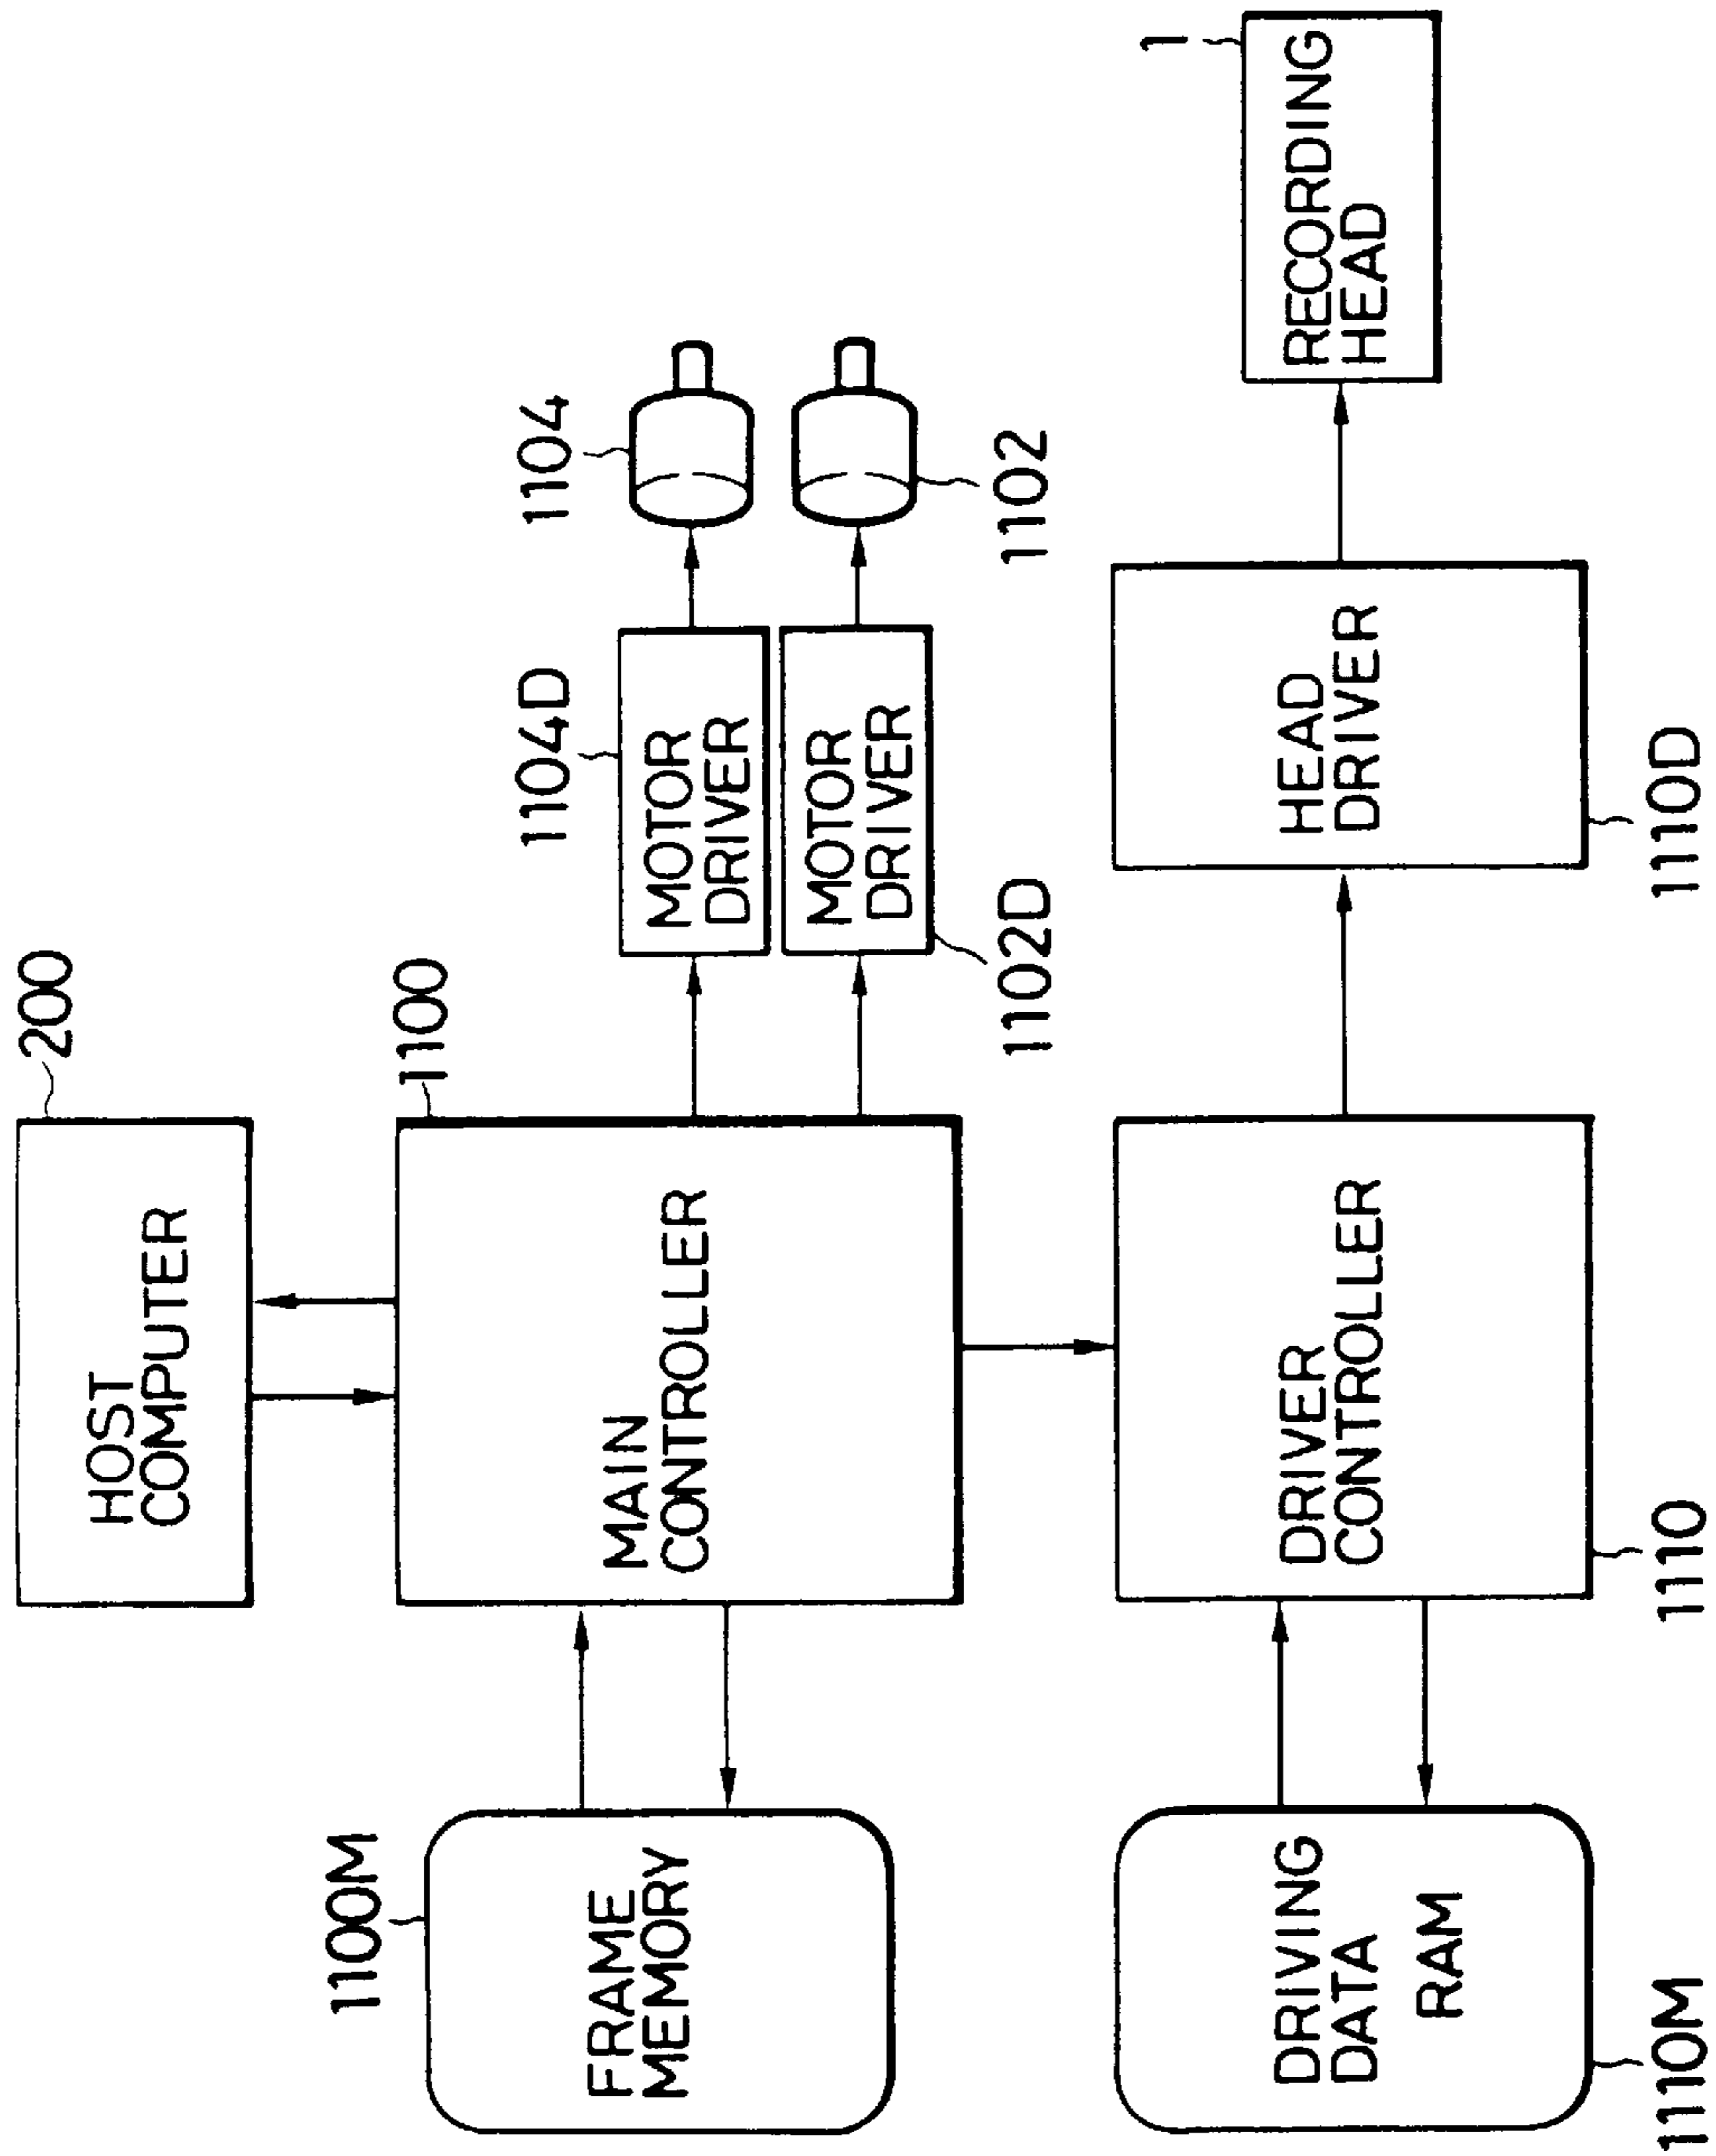 200
HOST
COMPUTER
1100
1100M
FRAME
MEMORY
MAIN
CONTROLLER
1104D
MOTOR
DRIVER
1104
MOTOR
DRIVER
1102D
1102
DRIVING
DATA
RAM
1110M
DRIVER
CONTROLLER
1110
HEAD
DRIVER
1110D
1
RECORDING
HEAD